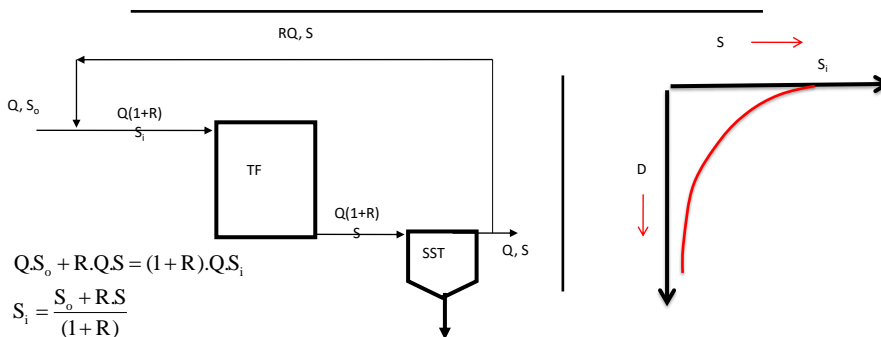 RQ, S
Q, Sₒ
Q(1+R)
Sᵢ
TF
Q(1+R)
S
SST
Q, S
Q.Sₒ + R.Q.S = (1 + R).Q.Sᵢ
Sᵢ = (Sₒ + R.S) / (1 + R)
S
Sᵢ
D